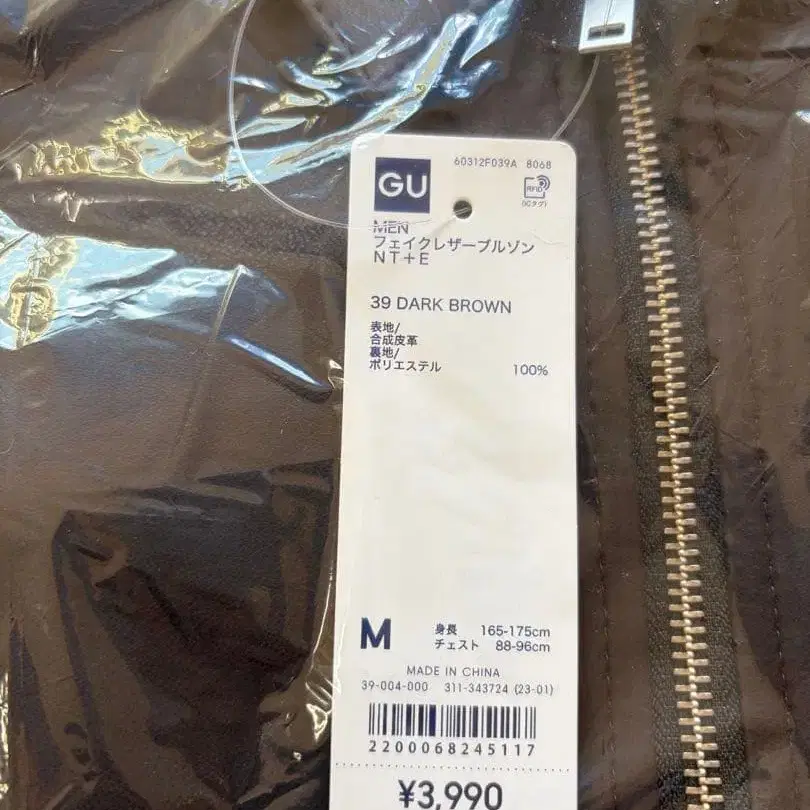 60312F039A 8068
GU
RFID
(ICタグ)
MEN
フェイクレザーブルゾン
NT+E
39 DARK BROWN
表地/
合成皮革
裏地/
ポリエステル 100%
M
身長 165-175cm
チェスト 88-96cm
MADE IN CHINA
39-004-000 311-343724 (23-01)
2200068245117
¥3,990